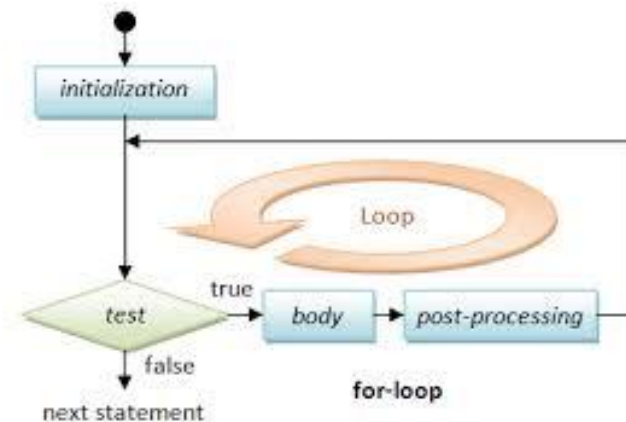 initialization
Loop
true
test
body
post-processing
false
for-loop
next statement